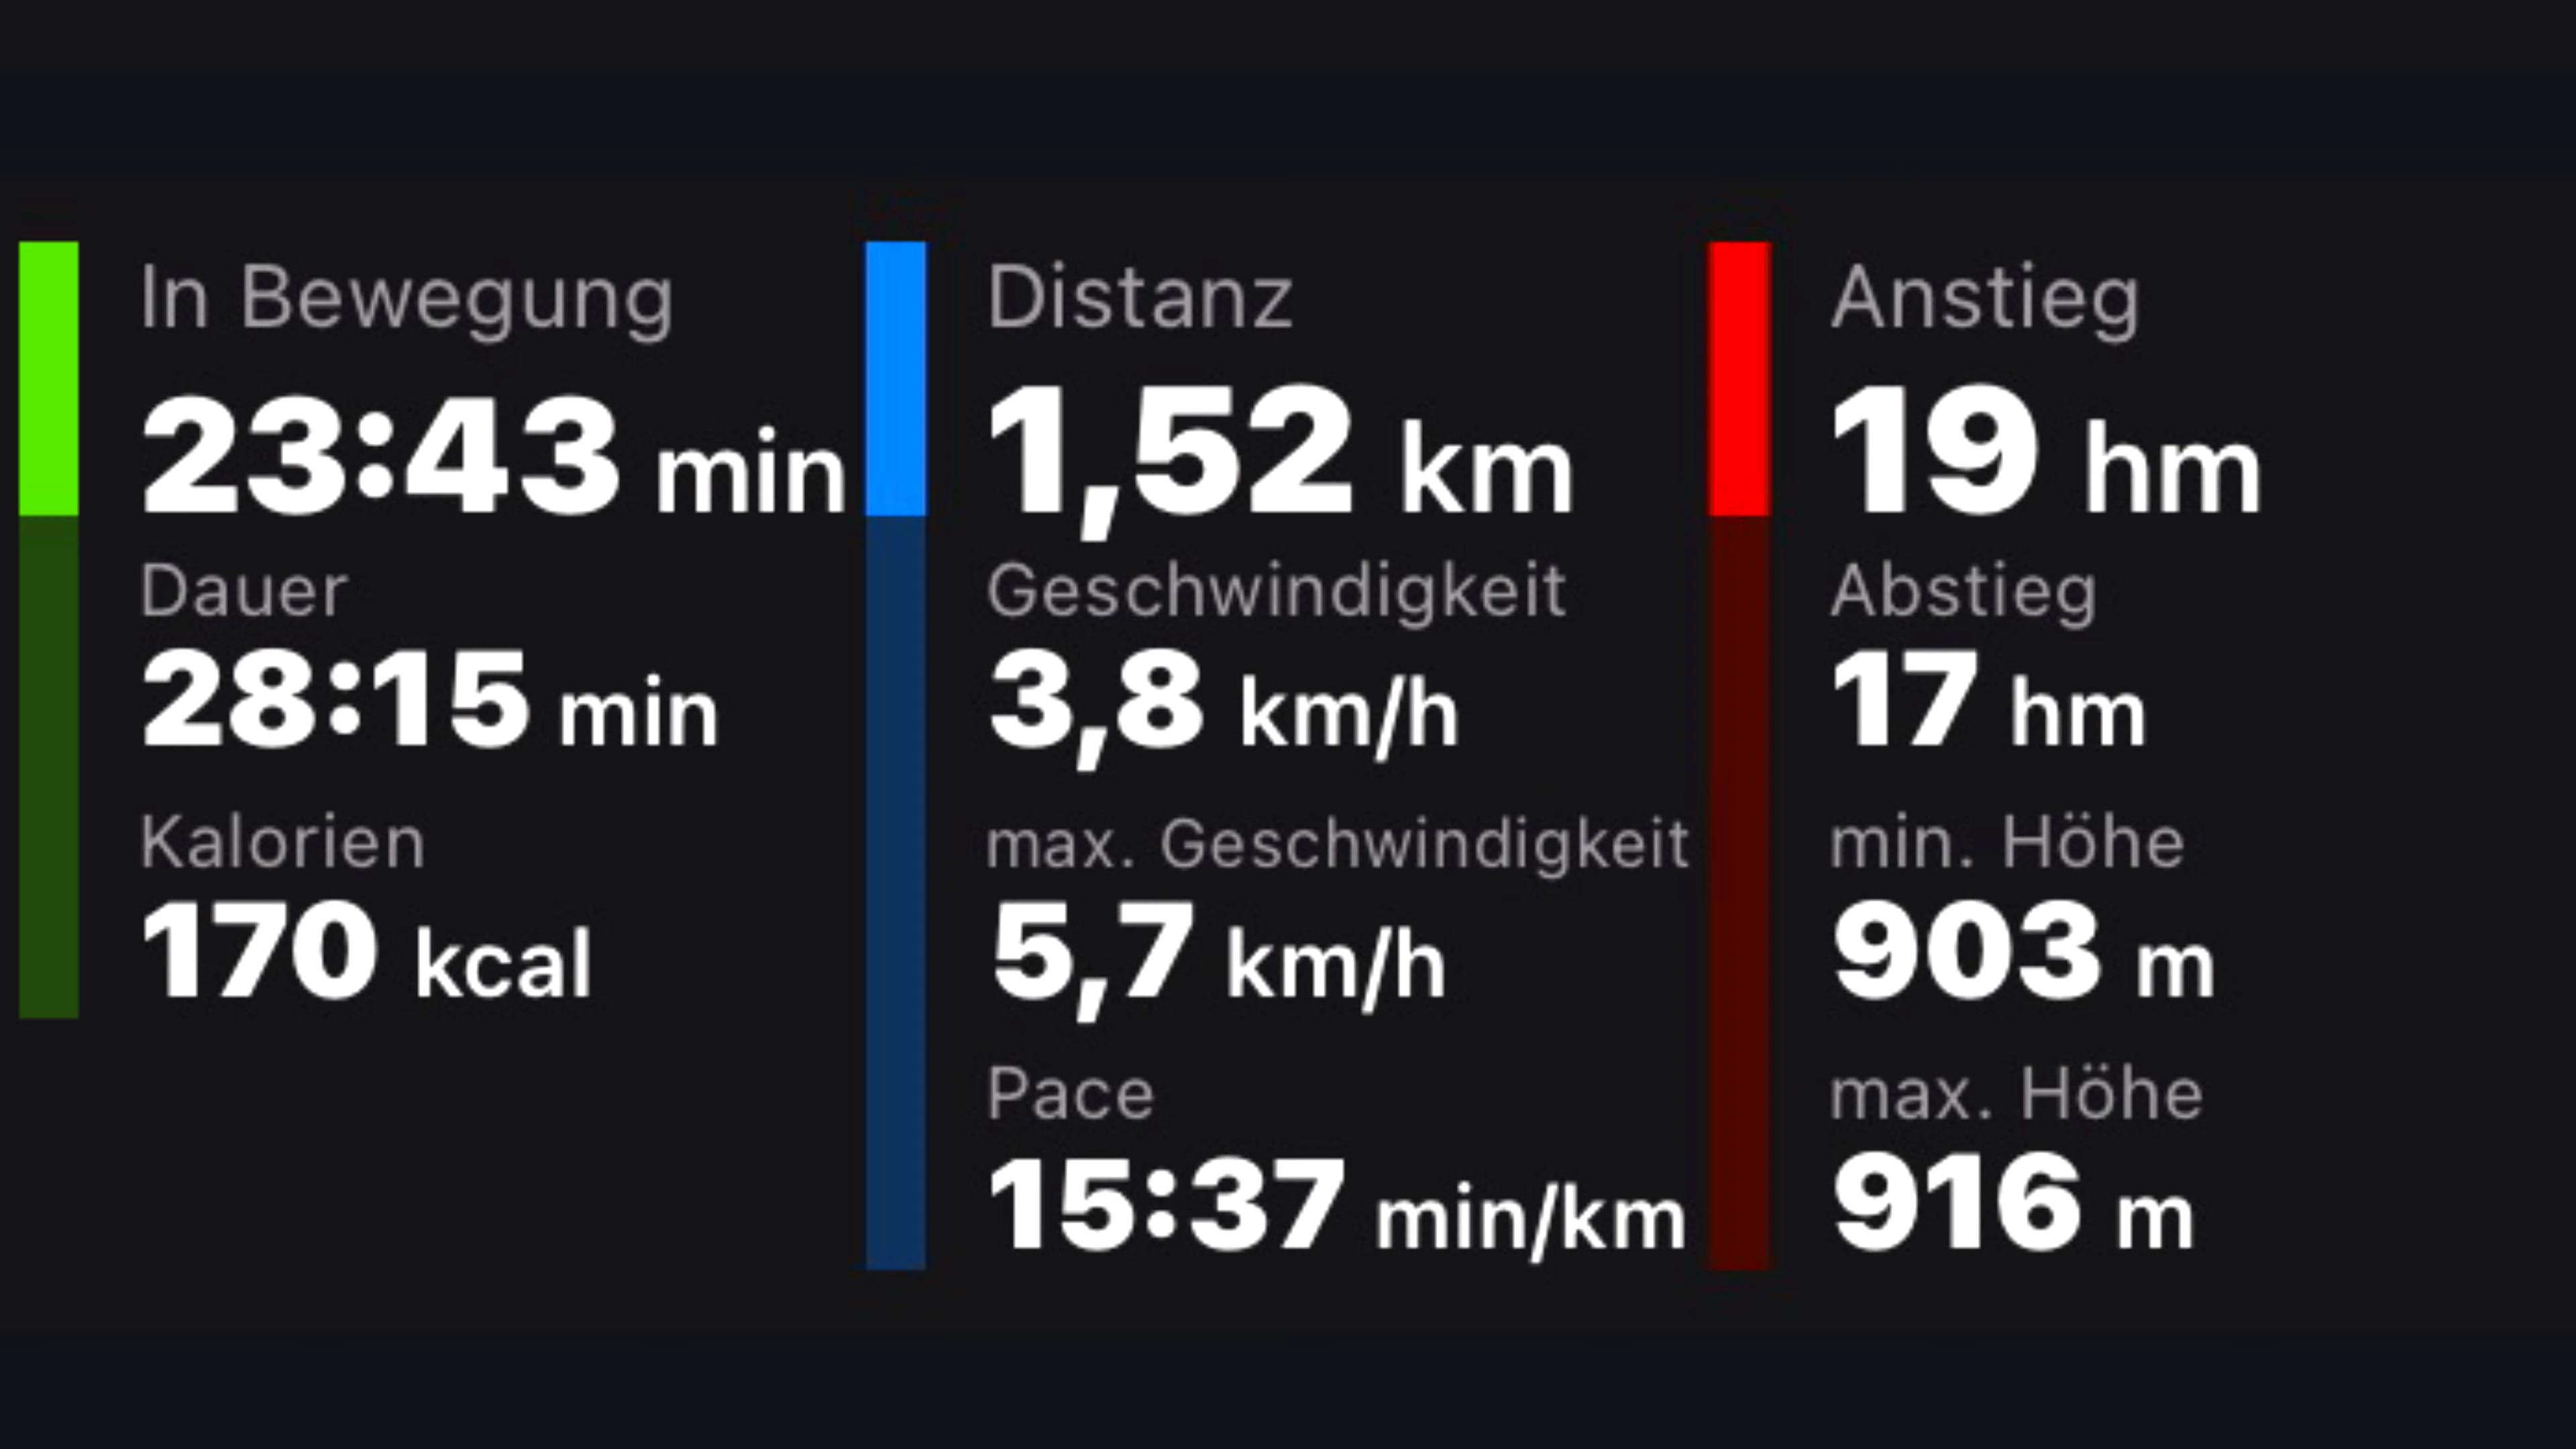 In Bewegung
23:43 min
Dauer
28:15 min
Kalorien
170 kcal
Distanz
1,52 km
Geschwindigkeit
3,8 km/h
max. Geschwindigkeit
5,7 km/h
Pace
15:37 min/km
Anstieg
19 hm
Abstieg
17 hm
min. Höhe
903 m
max. Höhe
916 m